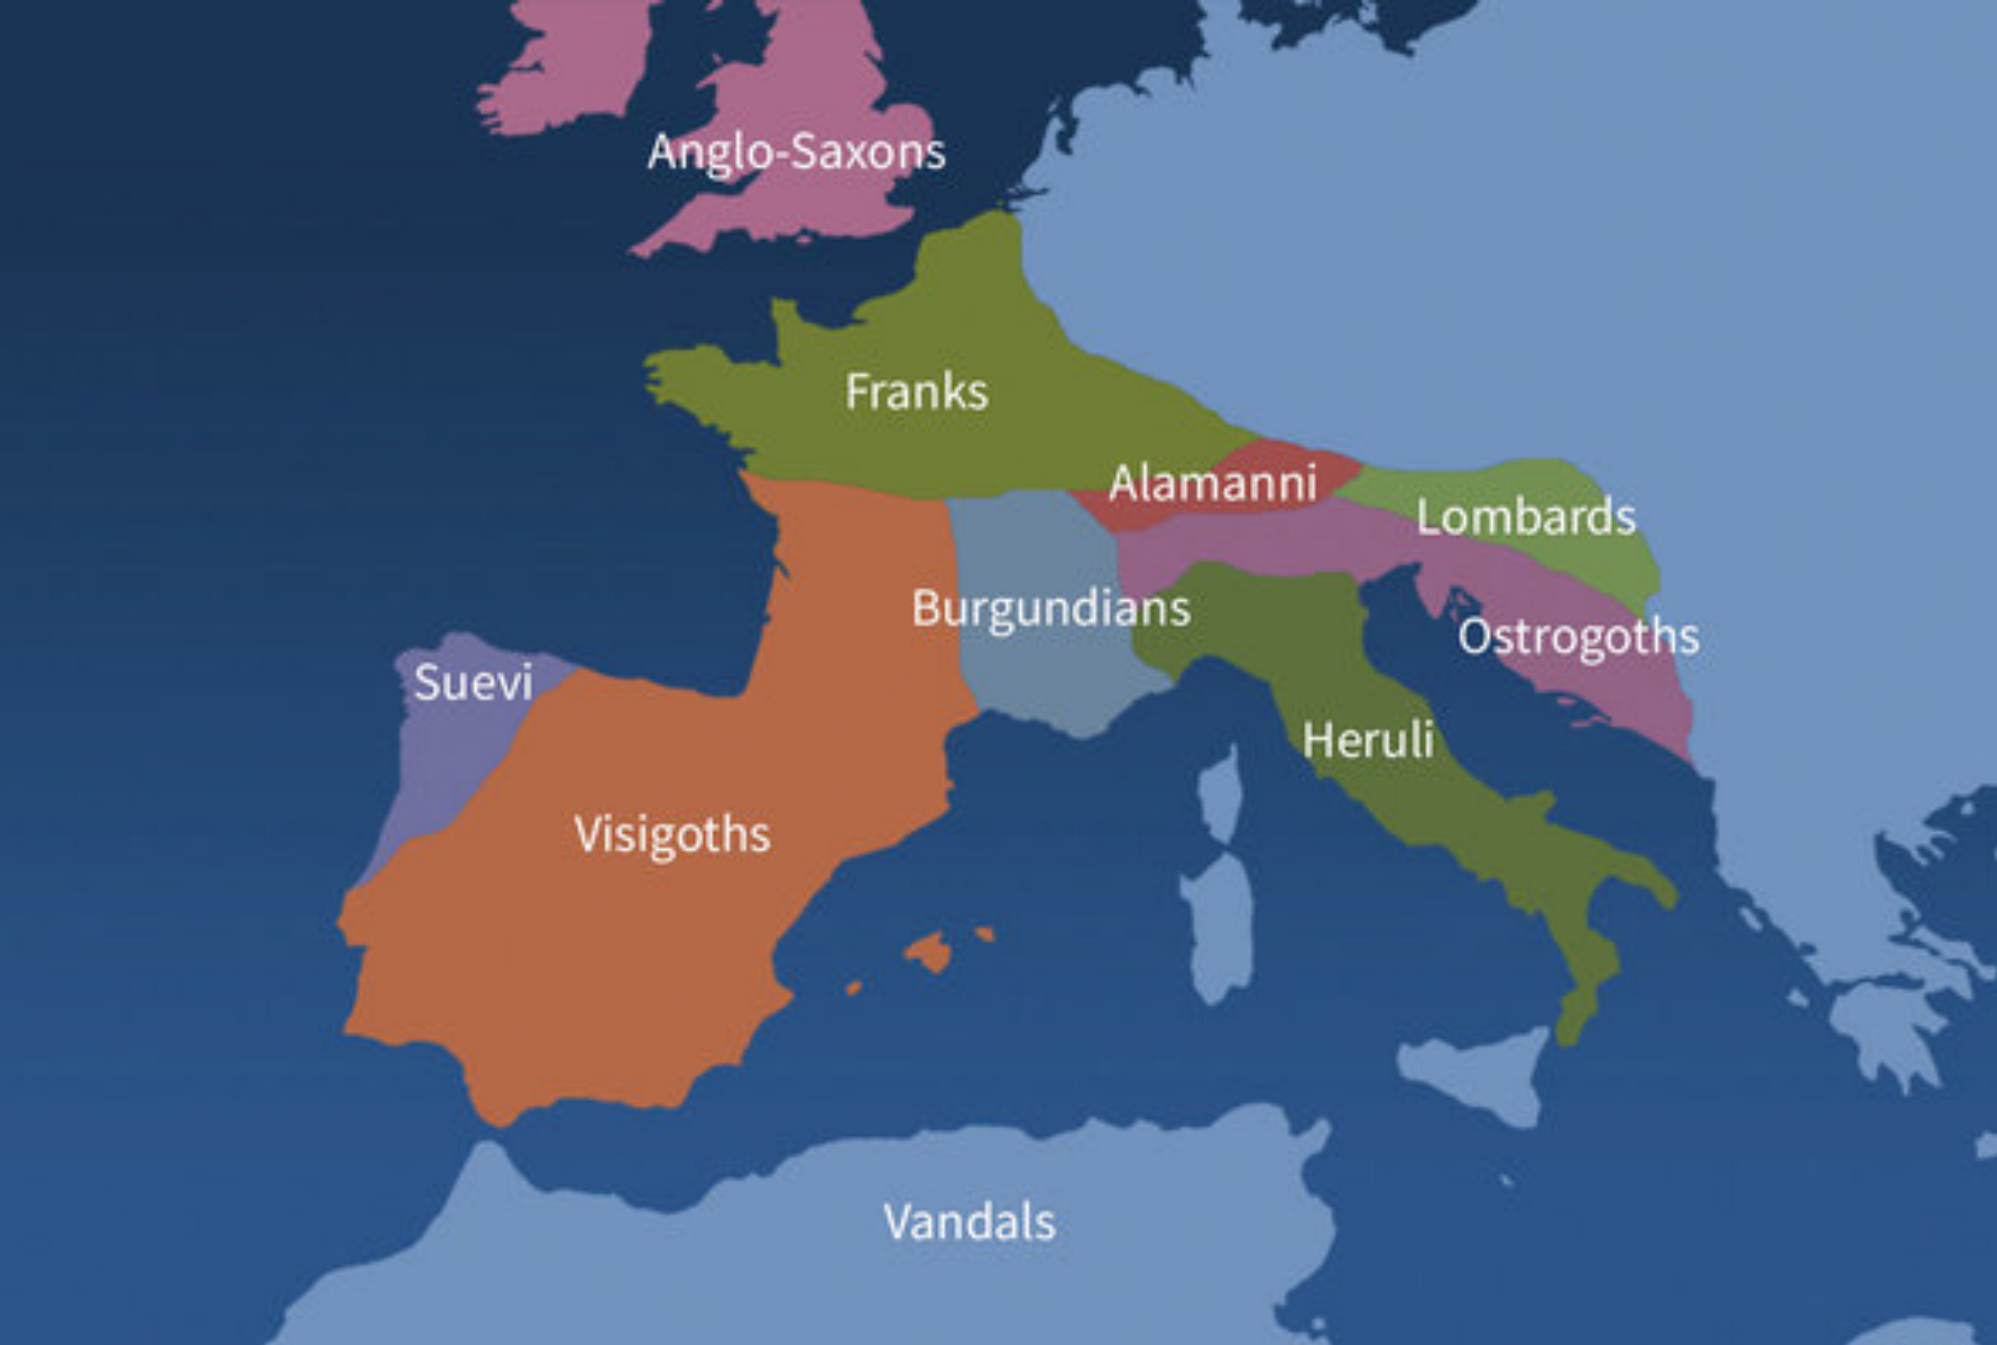 Anglo-Saxons
Franks
Alamanni
Lombards
Burgundians
Ostrogoths
Suevi
Heruli
Visigoths
Vandals